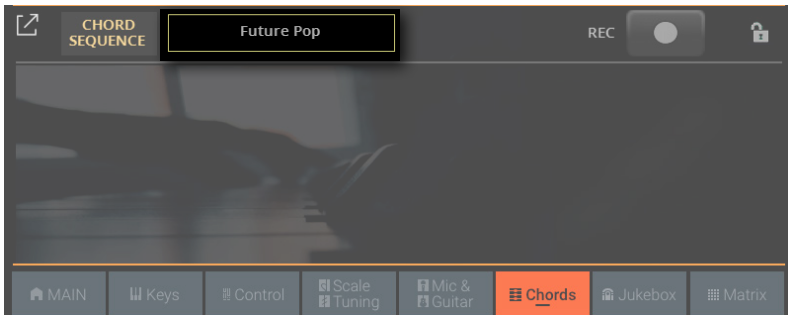 CHORD
SEQUENCE
Future Pop
REC
MAIN
Keys
Control
Scale
Tuning
Mic &
Guitar
Chords
Jukebox
Matrix